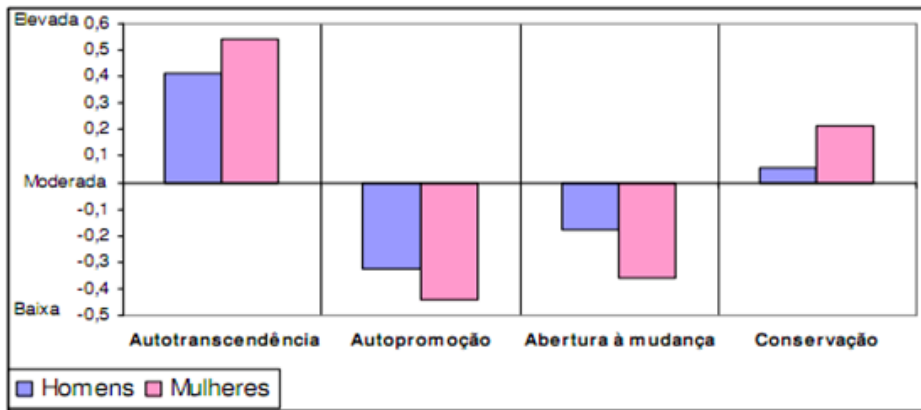 Bevada 0,6
0,5
0,4
0,3
0,2
0,1
Moderada
-0,1
-0,2
-0,3
-0,4
Baixa -0,5
Autotranscendência Autopromoção Abertura à mudança Conservação
Homens Mulheres